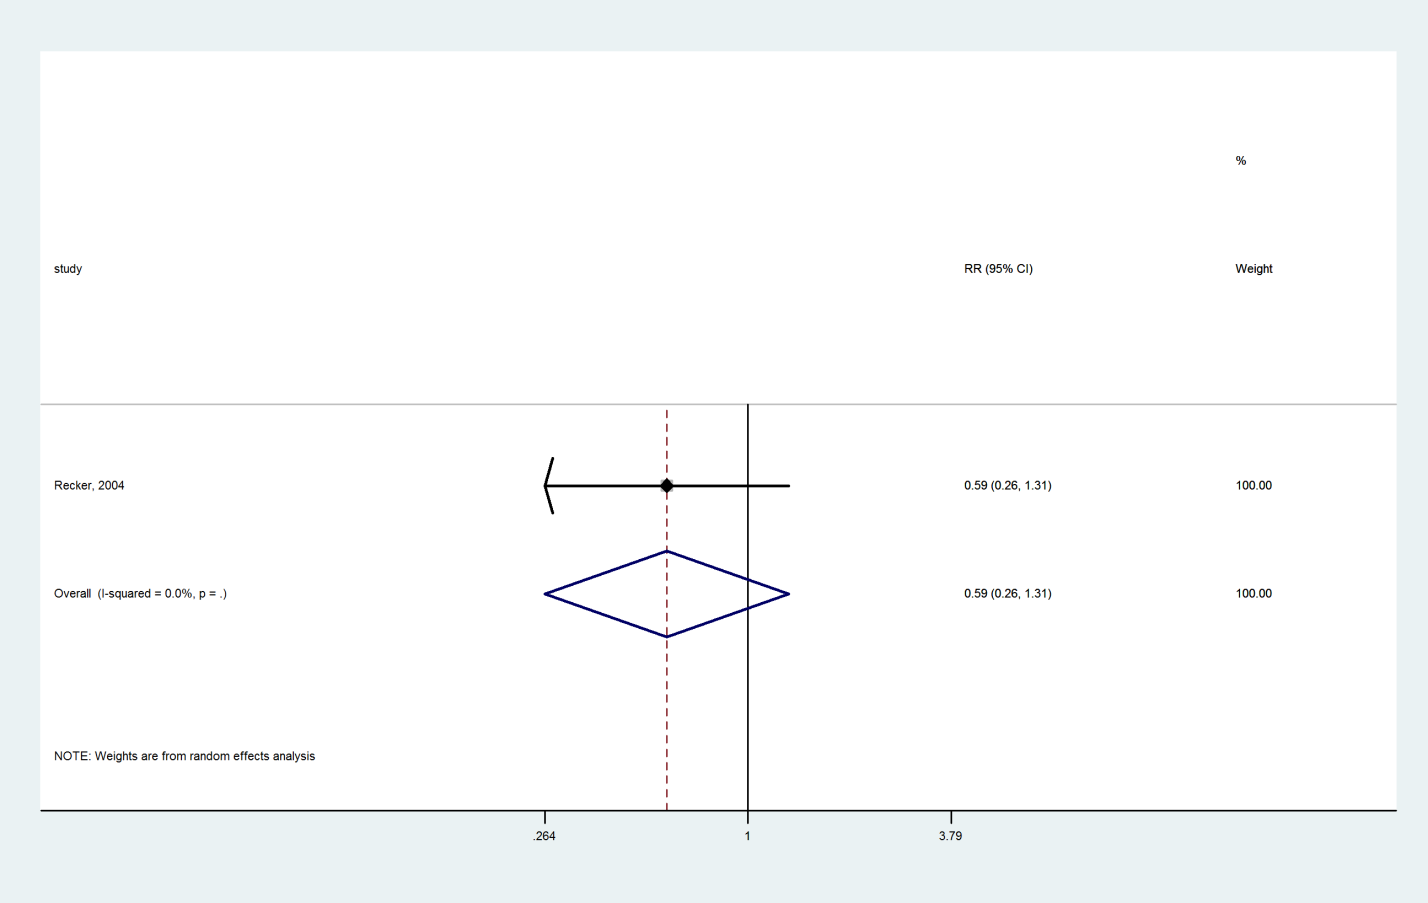 %
study RR (95% CI) Weight
Recker, 2004 0.59 (0.26, 1.31) 100.00
Overall  (I-squared = 0.0%, p = .) 0.59 (0.26, 1.31) 100.00
NOTE: Weights are from random effects analysis
.264 1 3.79